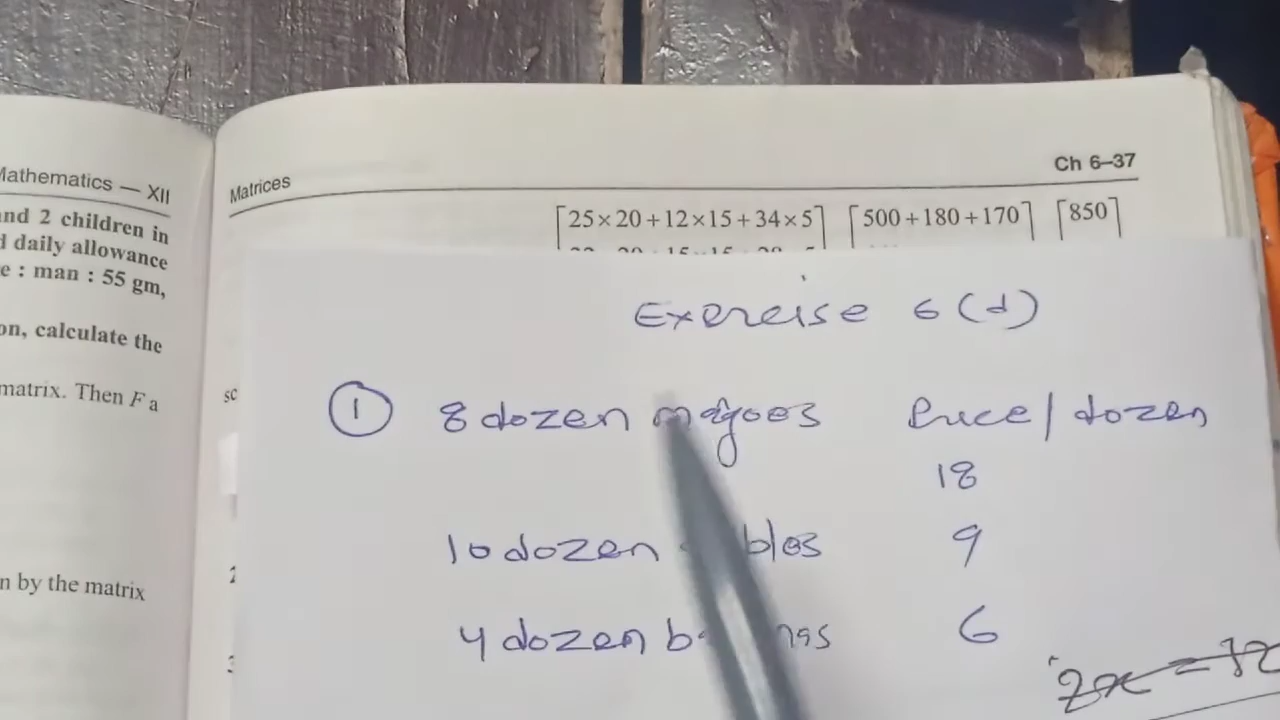 Mathematics — XII
and 2 children in
d daily allowance
e : man : 55 gm,
on, calculate the
matrix. Then F a
n by the matrix
Matrices
Ch 6–37
[25×20+12×15+34×5] [500+180+170] [850]
Exercise 6(d)
1 8 dozen mangoes Price/dozen
18
10 dozen 9
4 dozen 6